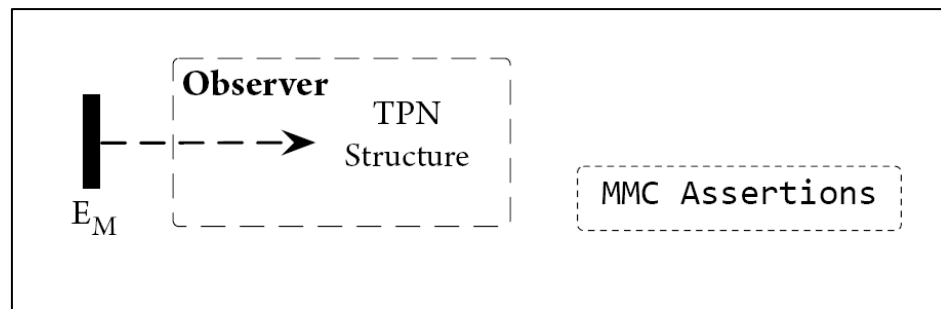 Observer
TPN
Structure
E_M
MMC Assertions